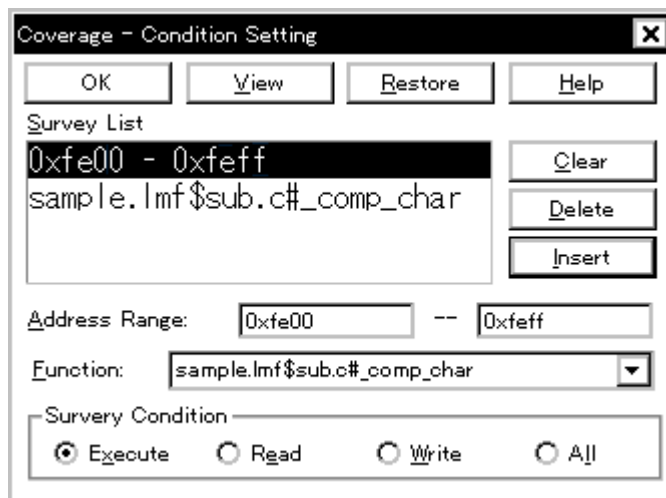 Coverage - Condition Setting
OK View Restore Help
Survey List
0xfe00 - 0xfeff
sample.lmf$sub.c#_comp_char
Clear
Delete
Insert
Address Range: 0xfe00 -- 0xfeff
Function: sample.lmf$sub.c#_comp_char
Survery Condition
Execute Read Write All